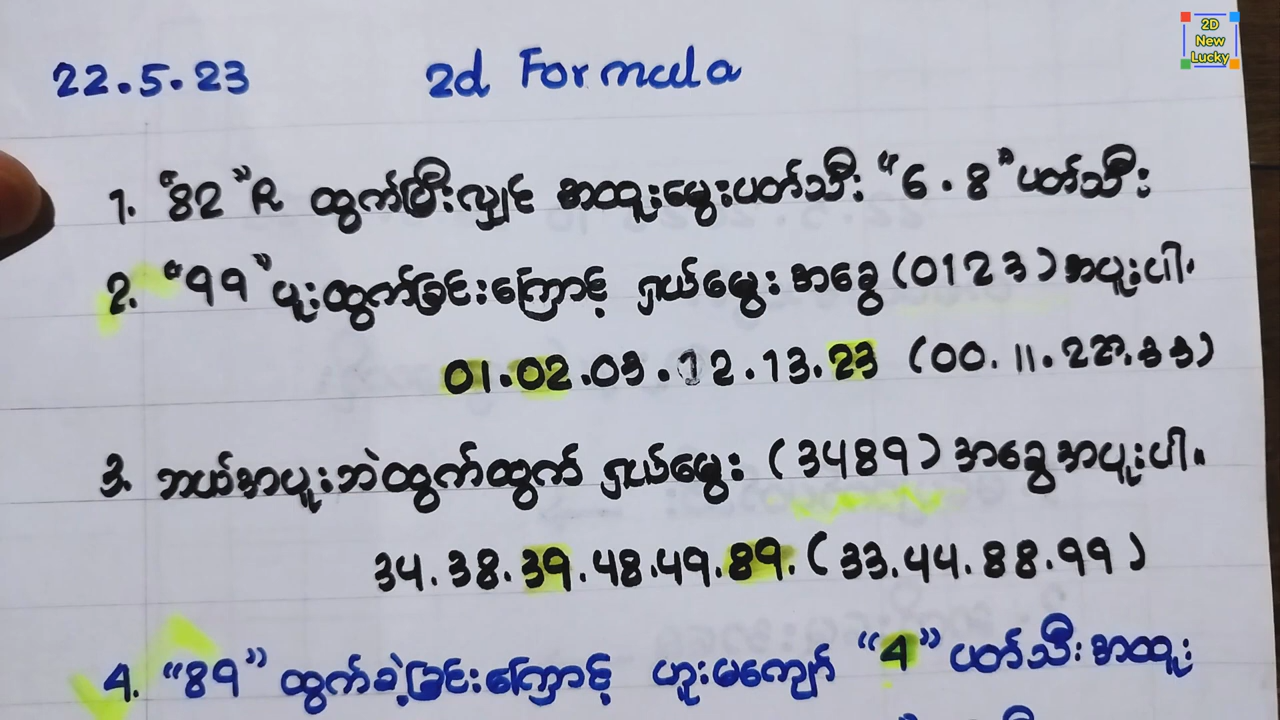 2D
New
Lucky
22.5.23 2d Formula
1. "82" R ထွက်ပြီးလျှင် အထူးမွေးပတ်သီး "6.8" ပတ်သီး
2. "99" ပူးထွက်ခြင်းကြောင့် ရှယ်မွေး အခွေ (0123) အပူးပါ.
01.02.03.12.13.23 (00.11.22.33)
3. ဘယ်အပူးဘဲထွက်ထွက် ရှယ်မွေး (3489) အခွေအပူးပါ.
34.38.39.48.49.89.(33.44.88.99)
4. "89" ထွက်ခဲ့ခြင်းကြောင့် ဟူးမကျော် "4" ပတ်သီး အထူး